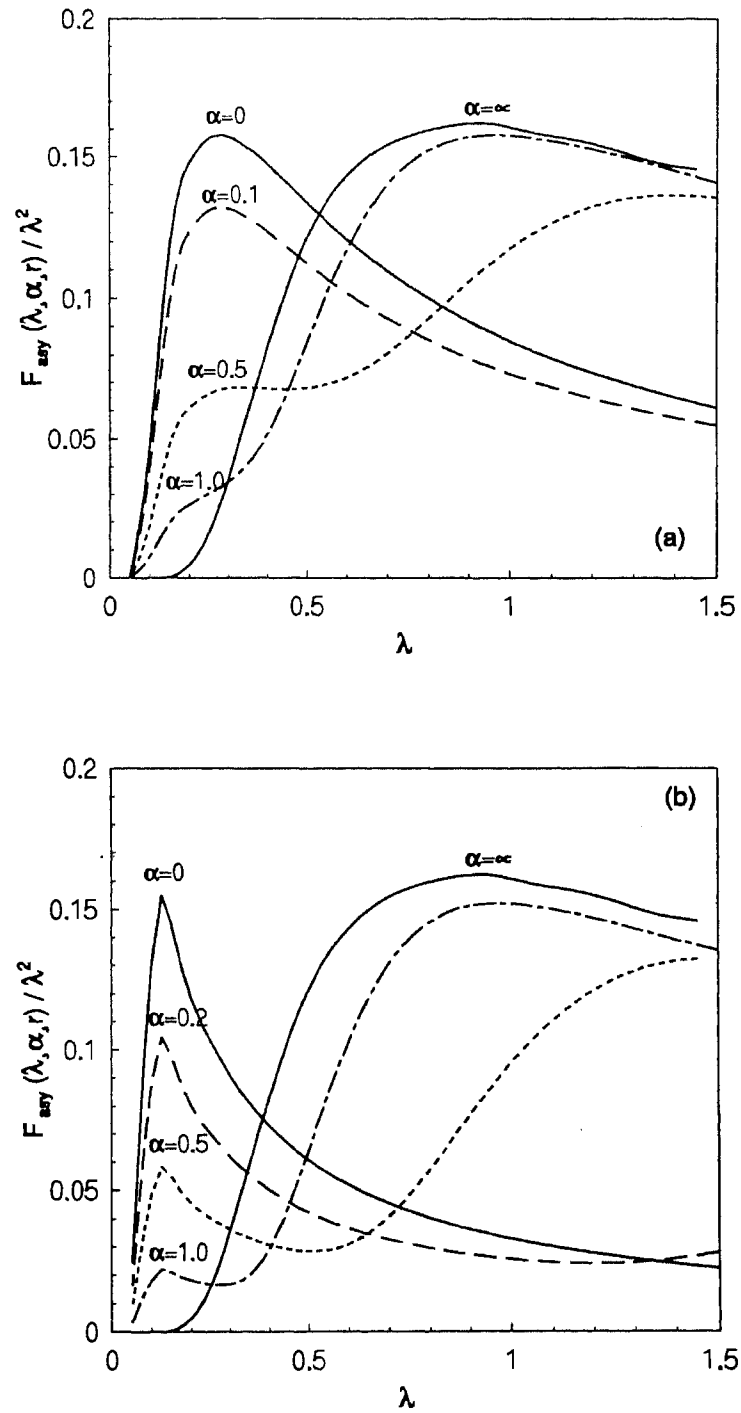 0.2
α=0
α=∝
0.15
α=0.1
F_asy (λ,α,r) / λ²
0.1
α=0.5
0.05
α=1.0
(a)
0
0 0.5 1 1.5
λ
0.2
(b)
α=0
α=∝
0.15
α=0.2
F_asy (λ,α,r) / λ²
0.1
α=0.5
0.05
α=1.0
0
0 0.5 1 1.5
λ